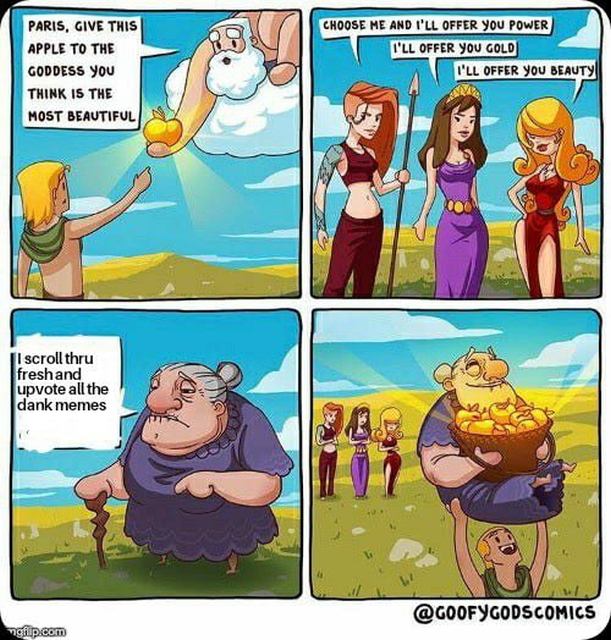 PARIS, GIVE THIS
APPLE TO THE
GODDESS YOU
THINK IS THE
MOST BEAUTIFUL
CHOOSE ME AND I'LL OFFER YOU POWER
I'LL OFFER YOU GOLD
I'LL OFFER YOU BEAUTY
I scroll thru
fresh and
upvote all the
dank memes
@GOOFYGODSCOMICS
imgflip.com